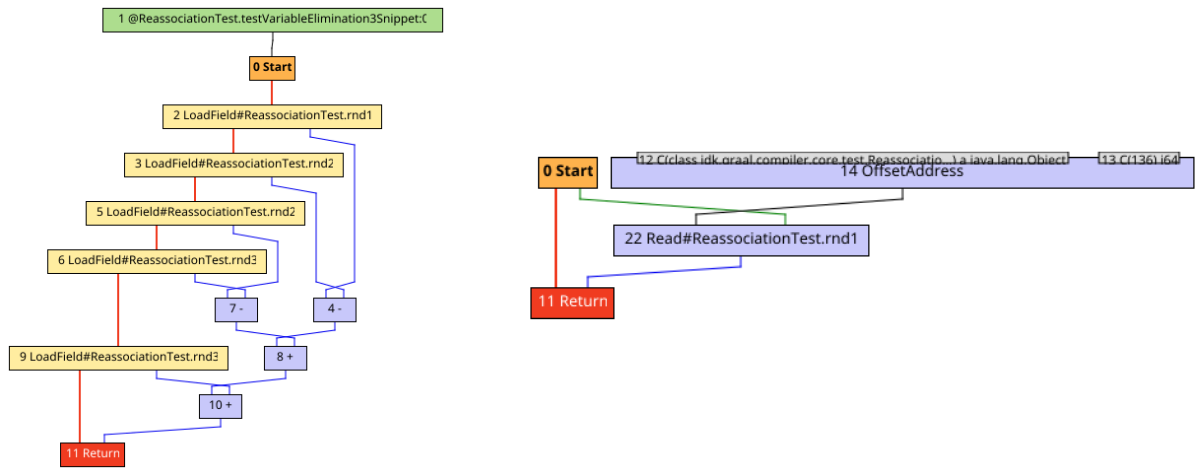 1 @ReassociationTest.testVariableElimination3Snippet:0
0 Start
2 LoadField#ReassociationTest.rnd1
3 LoadField#ReassociationTest.rnd2
5 LoadField#ReassociationTest.rnd2
6 LoadField#ReassociationTest.rnd3
7 -
4 -
9 LoadField#ReassociationTest.rnd3
8 +
10 +
11 Return
12 C(class jdk.graal.compiler.core.test.Reassociatio...) a java.lang.Object
13 C(136) i64
0 Start
14 OffsetAddress
22 Read#ReassociationTest.rnd1
11 Return